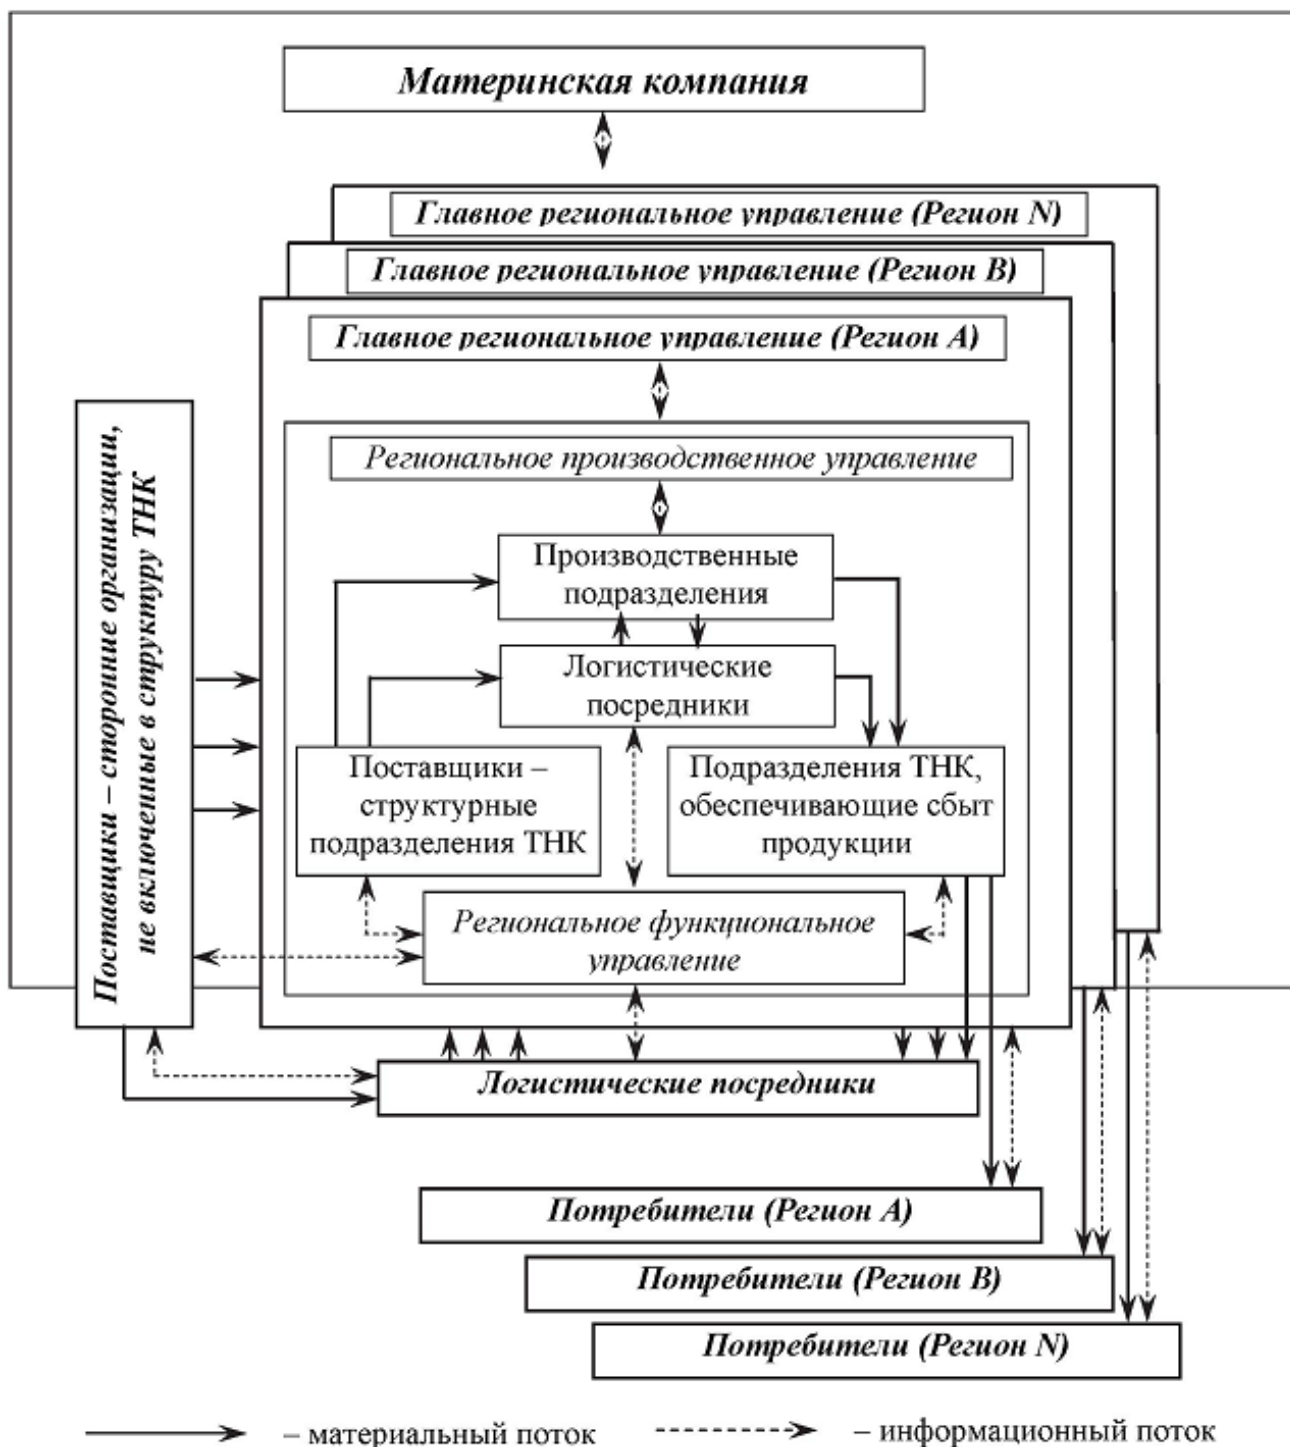 Материнская компания
Главное региональное управление (Регион N)
Главное региональное управление (Регион B)
Главное региональное управление (Регион A)
Поставщики – сторонние организации,
не включенные в структуру ТНК
Региональное производственное управление
Производственные
подразделения
Логистические
посредники
Поставщики –
структурные
подразделения ТНК
Подразделения ТНК,
обеспечивающие сбыт
продукции
Региональное функциональное
управление
Логистические посредники
Потребители (Регион A)
Потребители (Регион B)
Потребители (Регион N)
– материальный поток
– информационный поток